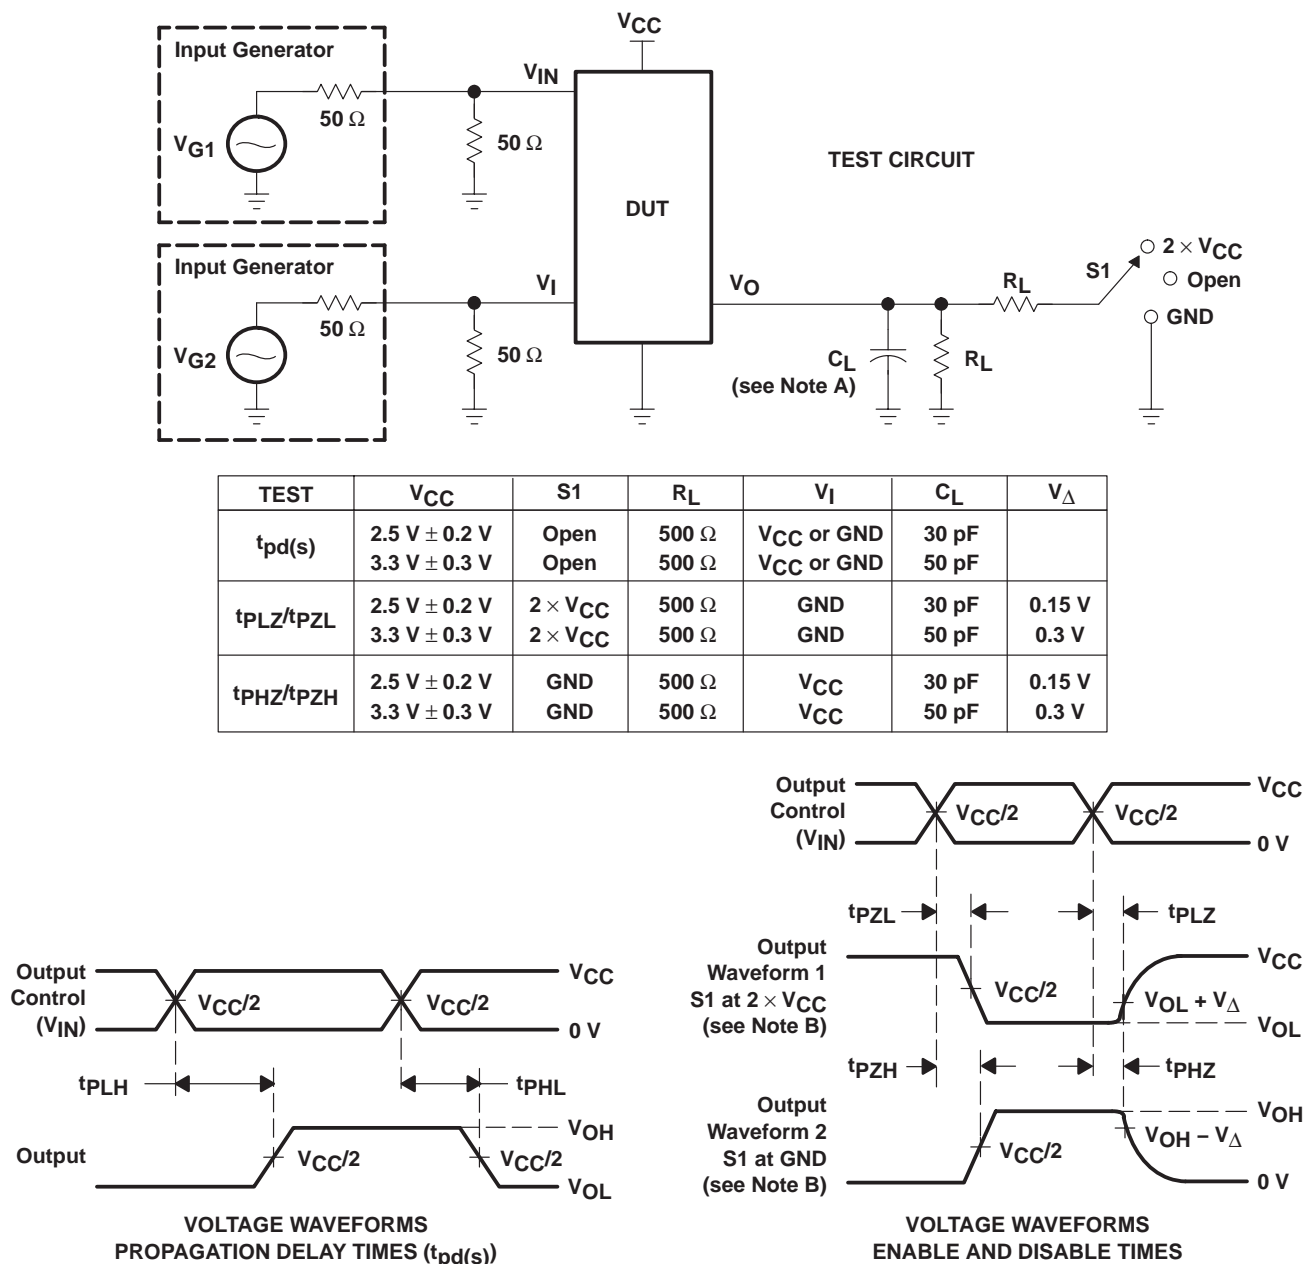 VCC
Input Generator
VG1
50 Ω
50 Ω
VIN
DUT
TEST CIRCUIT
Input Generator
VG2
50 Ω
50 Ω
VI
VO
CL
(see Note A)
RL
RL
S1
2 × VCC
Open
GND
TEST VCC S1 RL VI CL VΔ
tpd(s) 2.5 V ± 0.2 V Open 500 Ω VCC or GND 30 pF
3.3 V ± 0.3 V Open 500 Ω VCC or GND 50 pF
tPLZ/tPZL 2.5 V ± 0.2 V 2 × VCC 500 Ω GND 30 pF 0.15 V
3.3 V ± 0.3 V 2 × VCC 500 Ω GND 50 pF 0.3 V
tPHZ/tPZH 2.5 V ± 0.2 V GND 500 Ω VCC 30 pF 0.15 V
3.3 V ± 0.3 V GND 500 Ω VCC 50 pF 0.3 V
Output
Control
(VIN)
VCC/2
VCC/2
VCC
0 V
tPLH
tPHL
Output
VCC/2
VCC/2
VOH
VOL
VOLTAGE WAVEFORMS
PROPAGATION DELAY TIMES (tpd(s))
Output
Control
(VIN)
VCC/2
VCC/2
VCC
0 V
tPZL
tPLZ
Output
Waveform 1
S1 at 2 × VCC
(see Note B)
VCC/2
VCC
VOL + VΔ
VOL
tPZH
tPHZ
Output
Waveform 2
S1 at GND
(see Note B)
VCC/2
VOH
VOH − VΔ
0 V
VOLTAGE WAVEFORMS
ENABLE AND DISABLE TIMES